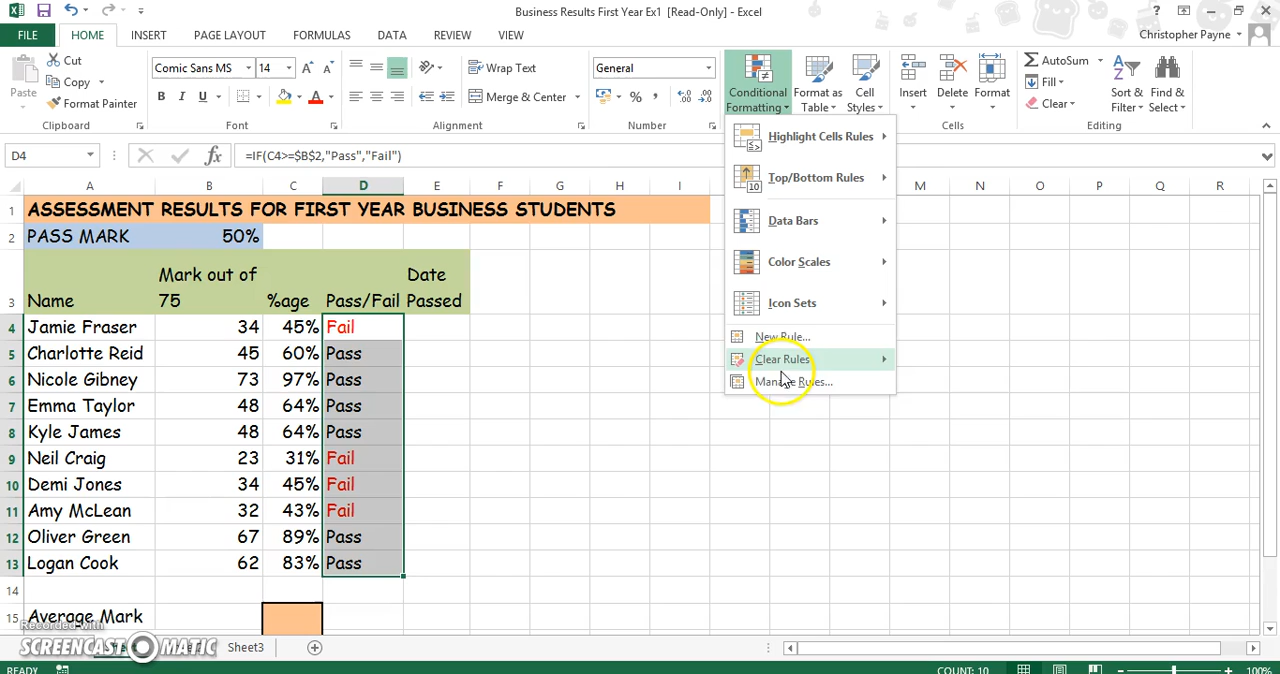 Business Results First Year Ex1 [Read-Only] - Excel
?
FILE HOME INSERT PAGE LAYOUT FORMULAS DATA REVIEW VIEW
Christopher Payne
Paste
Cut
Copy
Format Painter
Clipboard
Comic Sans MS 14
B I U
Font
Wrap Text
Merge & Center
Alignment
General
%
Number
Conditional Formatting
Format as Table
Cell Styles
Insert Delete Format
Cells
AutoSum
Fill
Clear
Sort & Filter
Find & Select
Editing
D4
fx
=IF(C4>=$B$2,"Pass","Fail")
Highlight Cells Rules
Top/Bottom Rules
Data Bars
Color Scales
Icon Sets
New Rule...
Clear Rules
Manage Rules...
A B C D E F G H I M N O P Q R
1 ASSESSMENT RESULTS FOR FIRST YEAR BUSINESS STUDENTS
2 PASS MARK 50%
3 Name Mark out of 75 %age Pass/Fail Date Passed
4 Jamie Fraser 34 45% Fail
5 Charlotte Reid 45 60% Pass
6 Nicole Gibney 73 97% Pass
7 Emma Taylor 48 64% Pass
8 Kyle James 48 64% Pass
9 Neil Craig 23 31% Fail
10 Demi Jones 34 45% Fail
11 Amy McLean 32 43% Fail
12 Oliver Green 67 89% Pass
13 Logan Cook 62 83% Pass
14
15 Average Mark
Recorded with
SCREENCAST-O-MATIC
Sheet3
READY
COUNT: 10
100%